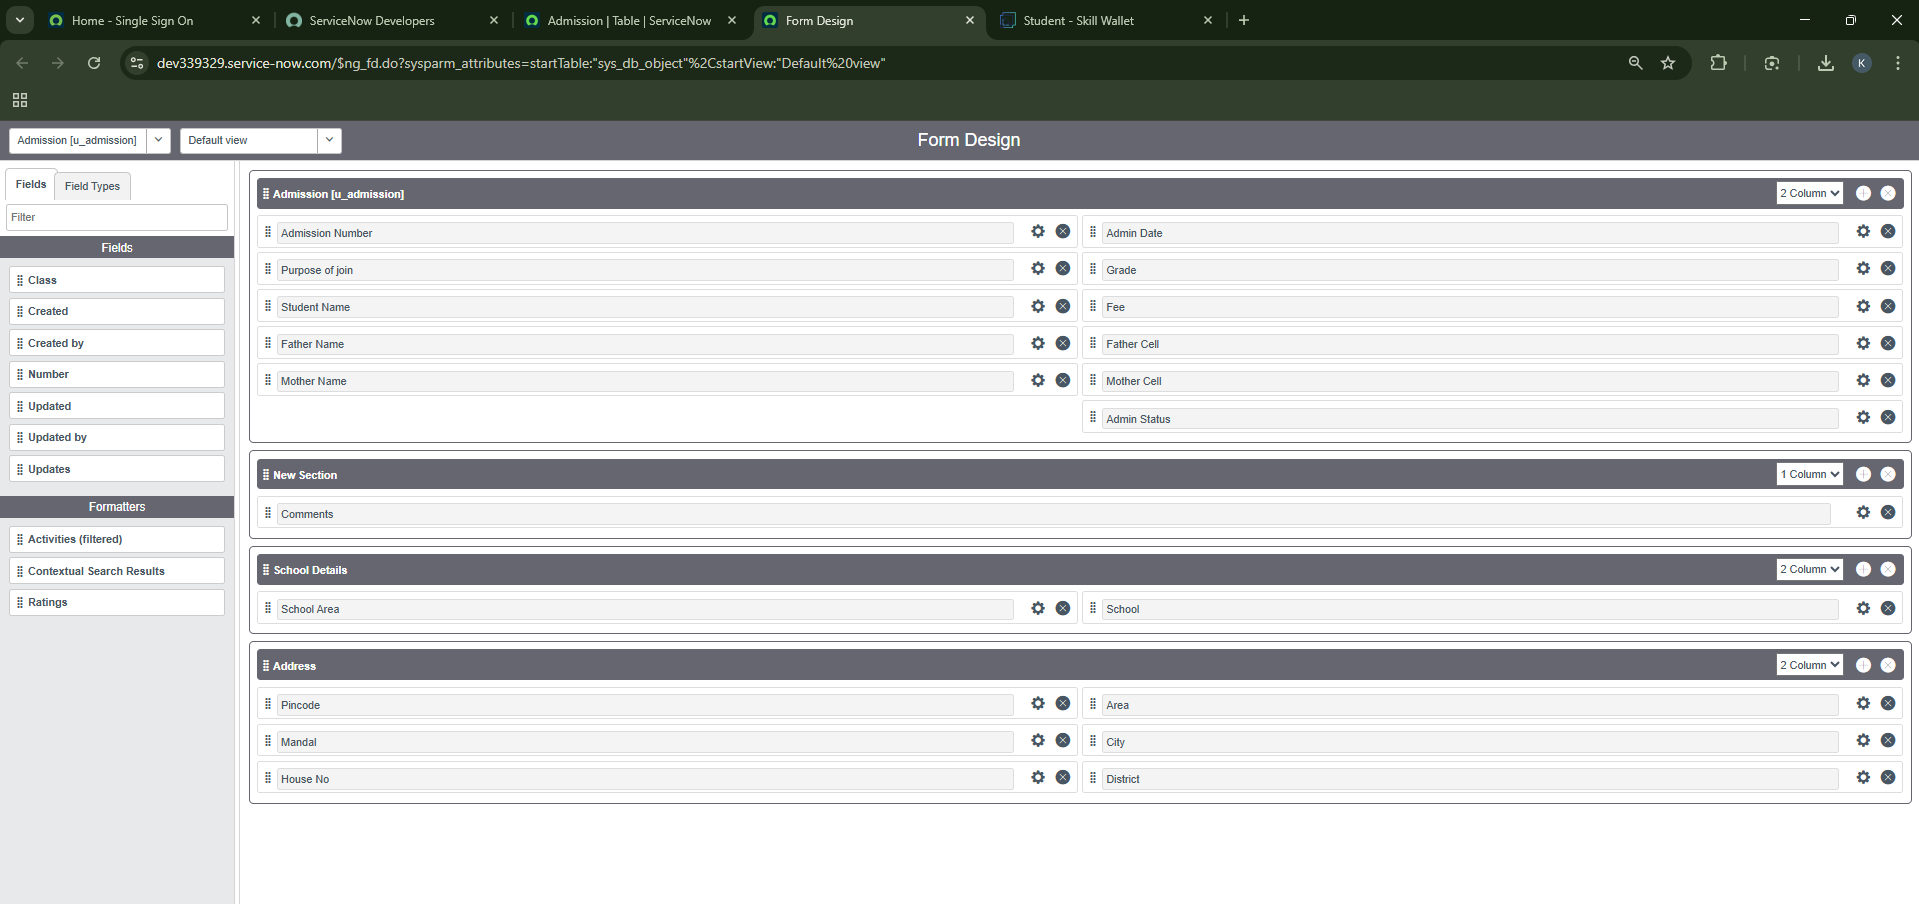 Home - Single Sign On
ServiceNow Developers
Admission | Table | ServiceNow
Form Design
Student - Skill Wallet
dev339329.service-now.com/$ng_fd.do?sysparm_attributes=startTable:"sys_db_object"%2CstartView:"Default%20view"
K
Admission [u_admission]
Default view
Form Design
Fields
Field Types
Filter
Fields
Class
Created
Created by
Number
Updated
Updated by
Updates
Formatters
Activities (filtered)
Contextual Search Results
Ratings
Admission [u_admission]
2 Column
Admission Number
Admin Date
Purpose of join
Grade
Student Name
Fee
Father Name
Father Cell
Mother Name
Mother Cell
Admin Status
New Section
1 Column
Comments
School Details
2 Column
School Area
School
Address
2 Column
Pincode
Area
Mandal
City
House No
District